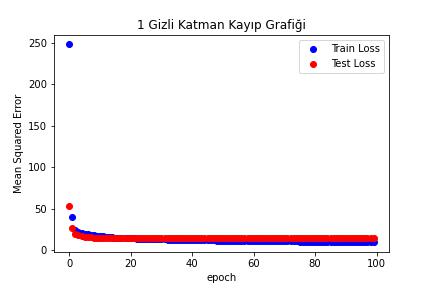 1 Gizli Katman Kayıp Grafiği
Train Loss
Test Loss
250
200
150
100
50
0
Mean Squared Error
0 20 40 60 80 100
epoch